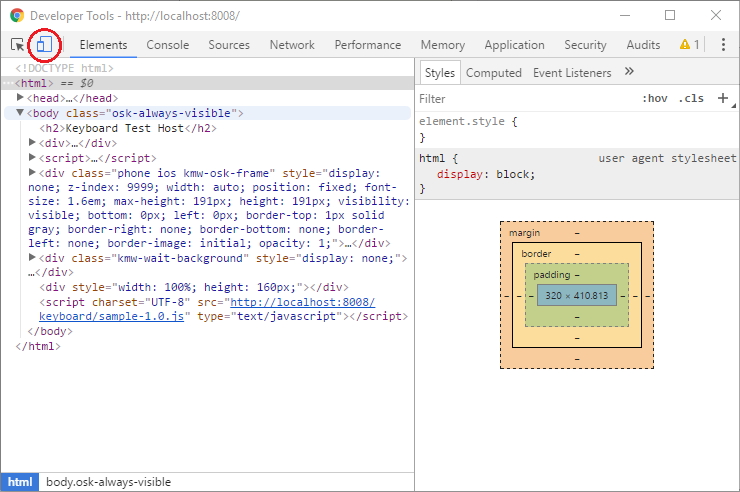 Developer Tools - http://localhost:8008/
Elements Console Sources Network Performance Memory Application Security Audits 1
<!DOCTYPE html>
···<html> == $0
<head>…</head>
<body class="osk-always-visible">
<h2>Keyboard Test Host</h2>
<div>…</div>
<script>…</script>
<div class="phone ios kmw-osk-frame" style="display:
none; z-index: 9999; width: auto; position: fixed; font-
size: 1.6em; max-height: 191px; height: 191px; visibility:
visible; bottom: 0px; left: 0px; border-top: 1px solid
gray; border-right: none; border-bottom: none; border-
left: none; border-image: initial; opacity: 1;">…</div>
<div class="kmw-wait-background" style="display: none;">
…</div>
<div style="width: 100%; height: 160px;"></div>
<script charset="UTF-8" src="http://localhost:8008/
keyboard/sample-1.0.js" type="text/javascript"></script>
</body>
</html>
html body.osk-always-visible
Styles Computed Event Listeners »
Filter :hov .cls +
element.style {
}
html { user agent stylesheet
display: block;
}
margin –
border –
padding –
– – – 320 × 410.813 – – –
–
–
–